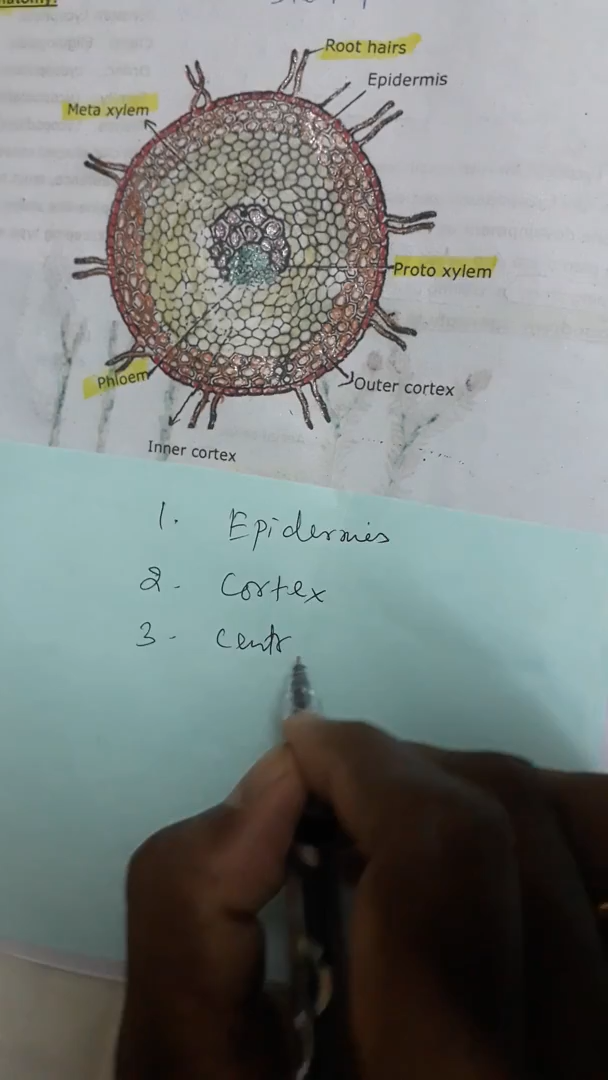 Root hairs
Epidermis
Meta xylem
Proto xylem
Phloem
Outer cortex
Inner cortex
1. Epidermis
2. Cortex
3. Centr